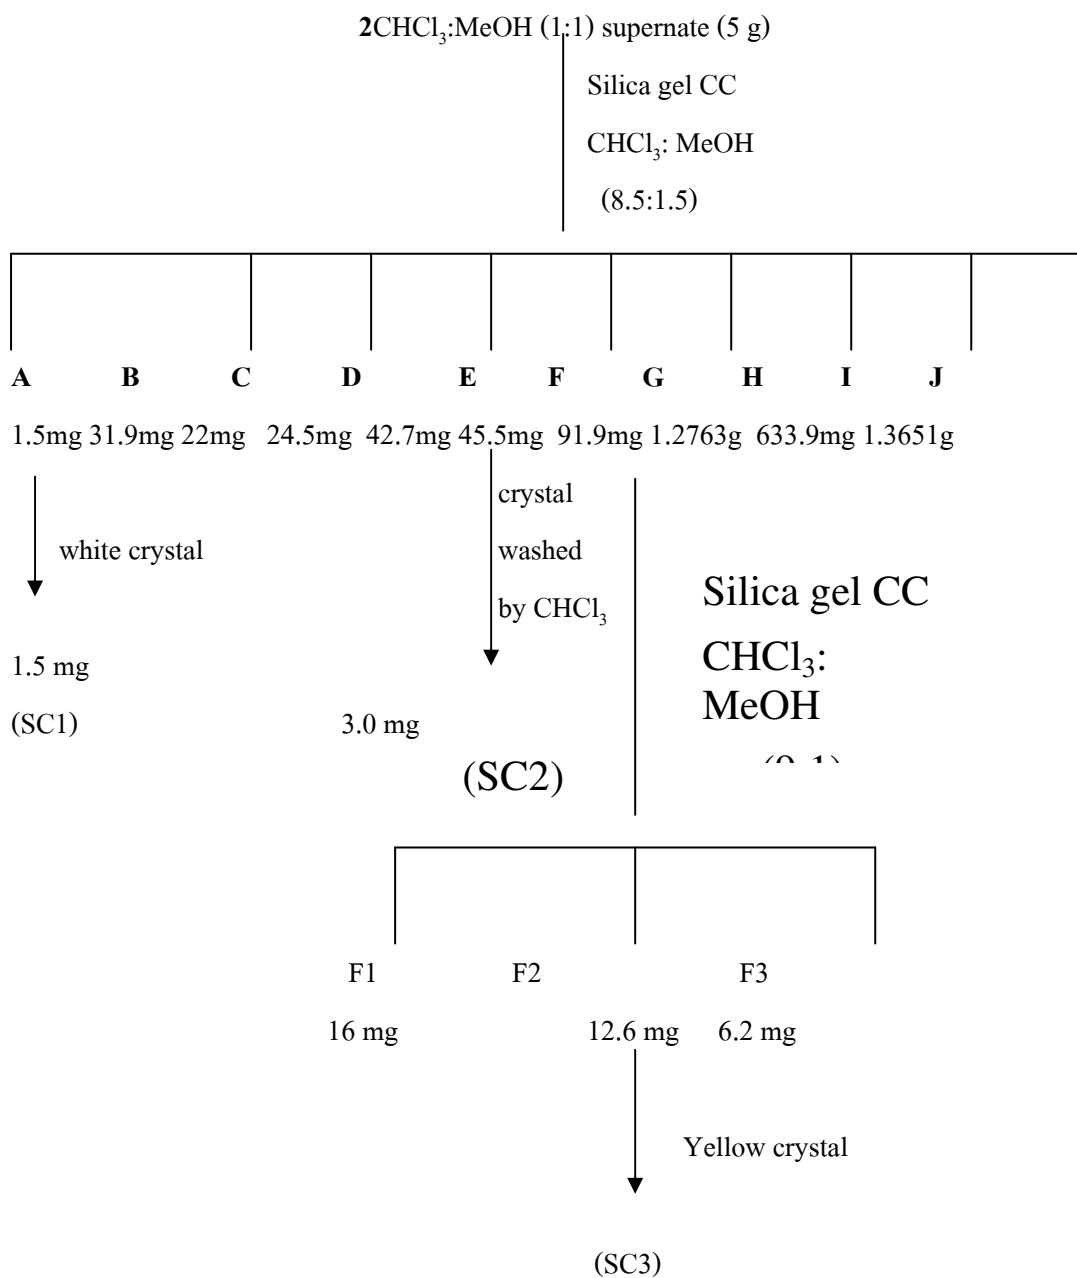 2CHCl₃:MeOH (1:1) supernate (5 g)
Silica gel CC
CHCl₃: MeOH
(8.5:1.5)
A B C D E F G H I J
1.5mg 31.9mg 22mg 24.5mg 42.7mg 45.5mg 91.9mg 1.2763g 633.9mg 1.3651g
crystal
white crystal
washed
by CHCl₃
Silica gel CC
CHCl₃:
MeOH
1.5 mg
(SC1)
3.0 mg
(SC2)
F1 F2 F3
16 mg 12.6 mg 6.2 mg
Yellow crystal
(SC3)